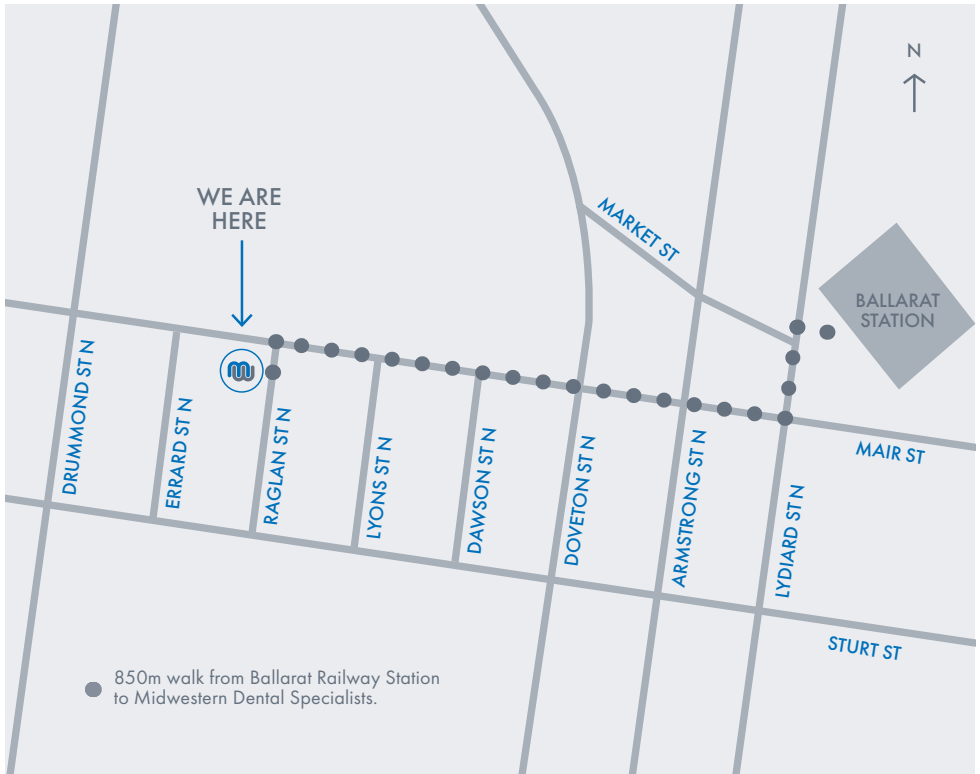 N
WE ARE
HERE
MARKET ST
BALLARAT
STATION
DRUMMOND ST N
ERRARD ST N
RAGLAN ST N
LYONS ST N
DAWSON ST N
DOVETON ST N
ARMSTRONG ST N
LYDIARD ST N
MAIR ST
STURT ST
850m walk from Ballarat Railway Station
to Midwestern Dental Specialists.